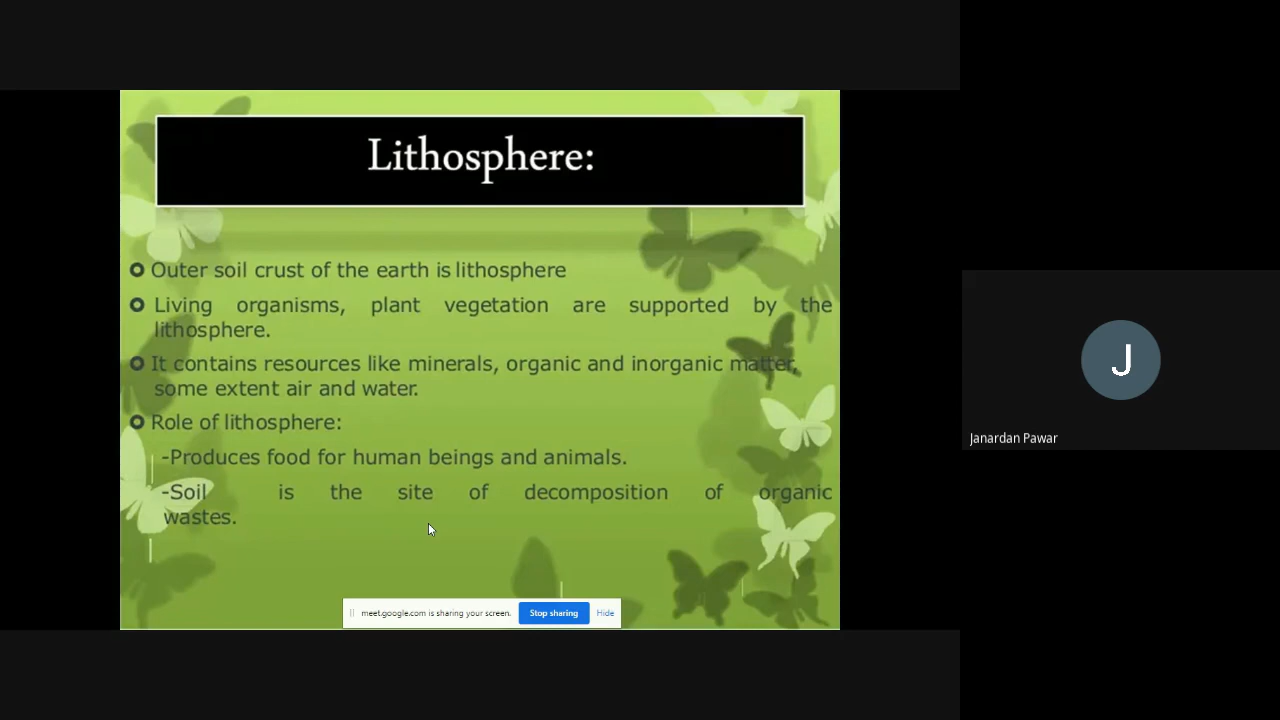 Lithosphere:
Outer soil crust of the earth is lithosphere
Living organisms, plant vegetation are supported by the
lithosphere.
It contains resources like minerals, organic and inorganic matter,
some extent air and water.
Role of lithosphere:
-Produces food for human beings and animals.
-Soil is the site of decomposition of organic
wastes.
meet.google.com is sharing your screen. Stop sharing Hide
J
Janardan Pawar